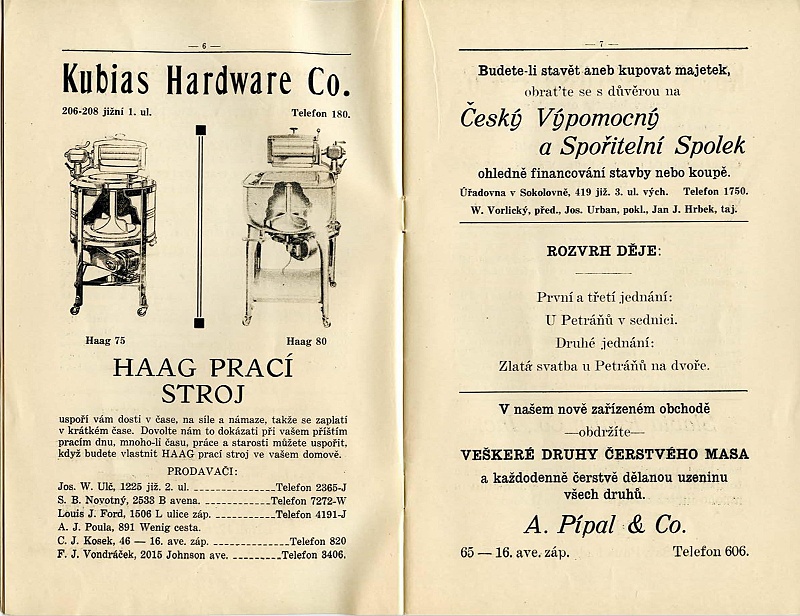 — 6 —
Kubias Hardware Co.
206-208 jižní 1. ul. Telefon 180.
Haag 75 Haag 80
HAAG PRACÍ
STROJ
uspoří vám dosti v čase, na síle a námaze, takže se zaplatí
v krátkém čase. Dovolte nám to dokázati při vašem příštím
pracím dnu, mnoho-li času, práce a starosti můžete uspořit,
když budete vlastnit HAAG prací stroj ve vašem domově.
PRODAVAČI:
Jos. W. Ulč, 1225 již. 2. ul. Telefon 2365-J
S. B. Novotný, 2533 B avena. Telefon 7272-W
Louis J. Ford, 1506 L ulice záp. Telefon 4191-J
A. J. Poula, 891 Wenig cesta.
C. J. Kosek, 46 — 16. ave. záp. Telefon 820
F. J. Vondráček, 2015 Johnson ave. Telefon 3406.
— 7 —
Budete-li stavět aneb kupovat majetek,
obrať'te se s důvěrou na
Český Výpomocný
a Spořitelní Spolek
ohledně financování stavby nebo koupě.
Úřadovna v Sokolovně, 419 již. 3. ul. vých. Telefon 1750.
W. Vorlický, před., Jos. Urban, pokl., Jan J. Hrbek, taj.
ROZVRH DĚJE:
První a třetí jednání:
U Petráňů v sednici.
Druhé jednání:
Zlatá svatba u Petráňů na dvoře.
V našem nově zařízeném obchodě
—obdržíte—
VEŠKERÉ DRUHY ČERSTVÉHO MASA
a každodenně čerstvě dělanou uzeninu
všech druhů.
A. Pípal & Co.
65 — 16. ave. záp. Telefon 606.